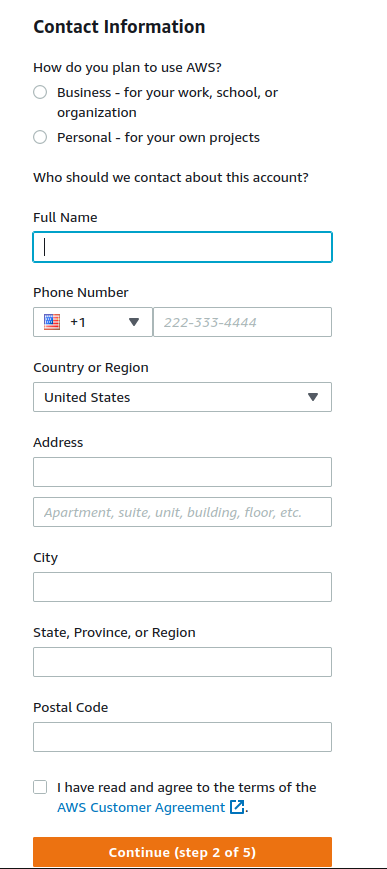 Contact Information
How do you plan to use AWS?
Business - for your work, school, or
organization
Personal - for your own projects
Who should we contact about this account?
Full Name
Phone Number
+1
222-333-4444
Country or Region
United States
Address
Apartment, suite, unit, building, floor, etc.
City
State, Province, or Region
Postal Code
I have read and agree to the terms of the
AWS Customer Agreement.
Continue (step 2 of 5)